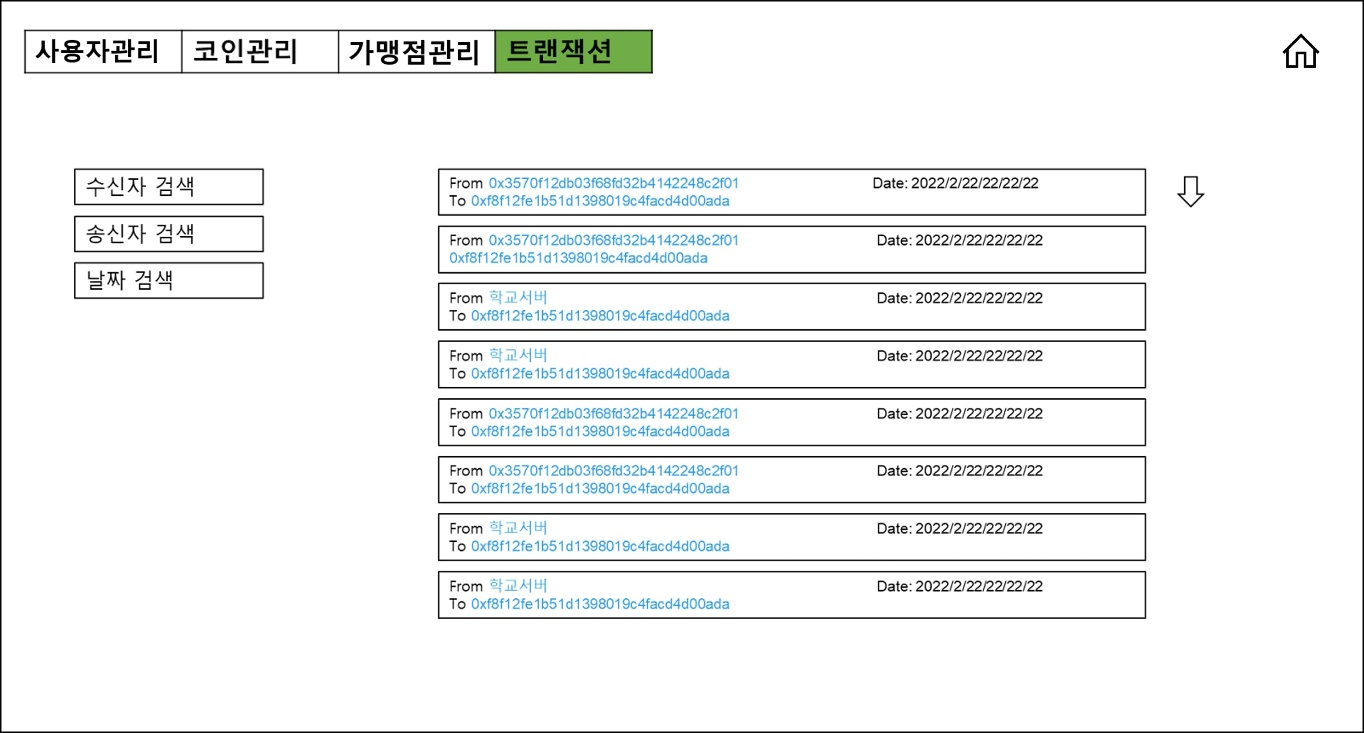 사용자관리 코인관리 가맹점관리 트랜잭션
수신자 검색
송신자 검색
날짜 검색
From 0x3570f12db03f68fd32b4142248c2f01 Date: 2022/2/22/22/22/22
To 0xf8f12fe1b51d1398019c4facd4d00ada
From 0x3570f12db03f68fd32b4142248c2f01 Date: 2022/2/22/22/22/22
0xf8f12fe1b51d1398019c4facd4d00ada
From 학교서버 Date: 2022/2/22/22/22/22
To 0xf8f12fe1b51d1398019c4facd4d00ada
From 학교서버 Date: 2022/2/22/22/22/22
To 0xf8f12fe1b51d1398019c4facd4d00ada
From 0x3570f12db03f68fd32b4142248c2f01 Date: 2022/2/22/22/22/22
To 0xf8f12fe1b51d1398019c4facd4d00ada
From 0x3570f12db03f68fd32b4142248c2f01 Date: 2022/2/22/22/22/22
To 0xf8f12fe1b51d1398019c4facd4d00ada
From 학교서버 Date: 2022/2/22/22/22/22
To 0xf8f12fe1b51d1398019c4facd4d00ada
From 학교서버 Date: 2022/2/22/22/22/22
To 0xf8f12fe1b51d1398019c4facd4d00ada